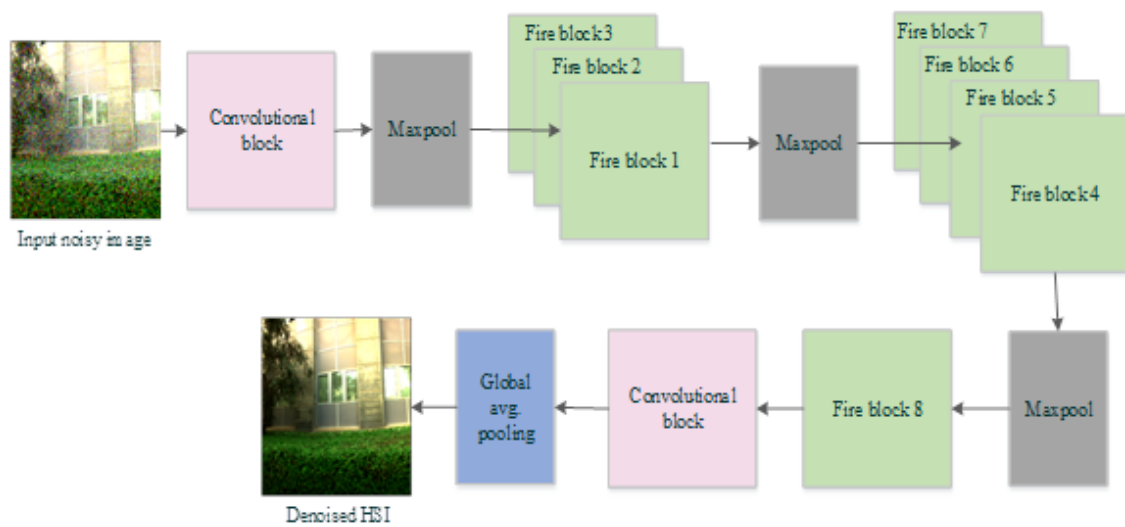 Fire block 3
Fire block 2
Fire block 1
Fire block 7
Fire block 6
Fire block 5
Fire block 4
Convolutional
block
Maxpool
Maxpool
Input noisy image
Global
avg.
pooling
Convolutional
block
Fire block 8
Maxpool
Denoised HSI